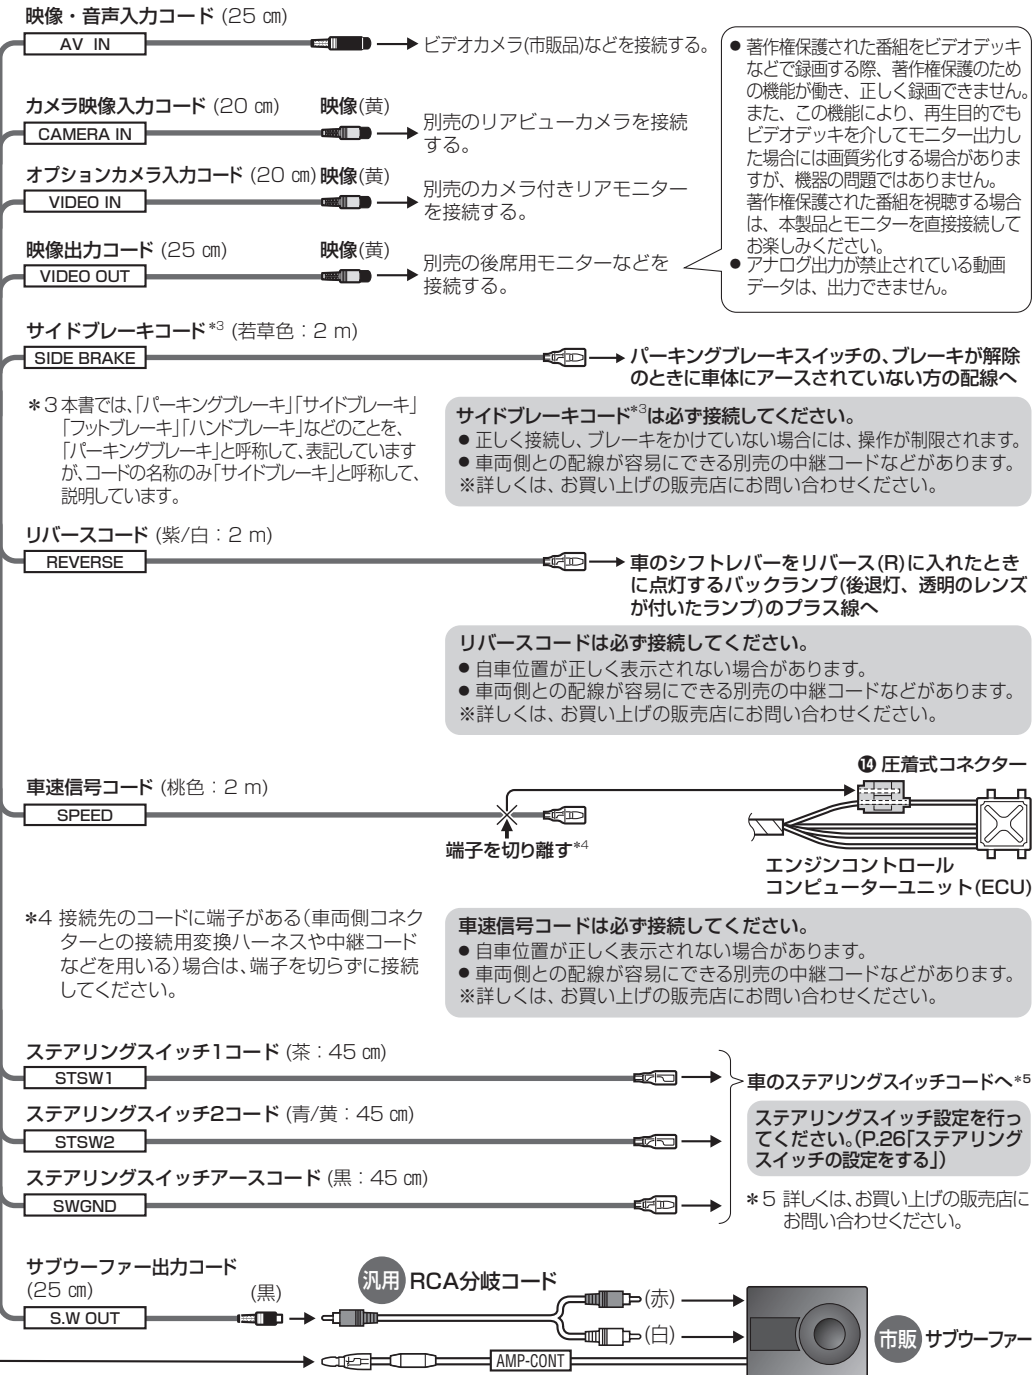 映像・音声入力コード (25 ㎝)
AV IN
ビデオカメラ(市販品)などを接続する。
カメラ映像入力コード (20 ㎝)
映像(黄)
CAMERA IN
別売のリアビューカメラを接続
する。
オプションカメラ入力コード (20 ㎝)
映像(黄)
VIDEO IN
別売のカメラ付きリアモニター
を接続する。
映像出力コード (25 ㎝)
映像(黄)
VIDEO OUT
別売の後席用モニターなどを
接続する。
● 著作権保護された番組をビデオデッキ
などで録画する際、著作権保護のため
の機能が働き、正しく録画できません。
また、この機能により、再生目的でも
ビデオデッキを介してモニター出力し
た場合には画質劣化する場合がありま
すが、機器の問題ではありません。
著作権保護された番組を視聴する場合
は、本製品とモニターを直接接続して
お楽しみください。
● アナログ出力が禁止されている動画
データは、出力できません。
サイドブレーキコード*3 (若草色：2 m)
SIDE BRAKE
パーキングブレーキスイッチの、ブレーキが解除
のときに車体にアースされていない方の配線へ
*3 本書では、「パーキングブレーキ」「サイドブレーキ」
「フットブレーキ」「ハンドブレーキ」などのことを、
「パーキングブレーキ」と呼称して、表記しています
が、コードの名称のみ「サイドブレーキ」と呼称して、
説明しています。
サイドブレーキコード*3は必ず接続してください。
● 正しく接続し、ブレーキをかけていない場合には、操作が制限されます。
● 車両側との配線が容易にできる別売の中継コードなどがあります。
※詳しくは、お買い上げの販売店にお問い合わせください。
リバースコード (紫/白：2 m)
REVERSE
車のシフトレバーをリバース(R)に入れたとき
に点灯するバックランプ(後退灯、透明のレンズ
が付いたランプ)のプラス線へ
リバースコードは必ず接続してください。
● 自車位置が正しく表示されない場合があります。
● 車両側との配線が容易にできる別売の中継コードなどがあります。
※詳しくは、お買い上げの販売店にお問い合わせください。
⓮ 圧着式コネクター
車速信号コード (桃色：2 m)
SPEED
端子を切り離す*4
エンジンコントロール
コンピューターユニット(ECU)
*4 接続先のコードに端子がある(車両側コネク
ターとの接続用変換ハーネスや中継コード
などを用いる)場合は、端子を切らずに接続
してください。
車速信号コードは必ず接続してください。
● 自車位置が正しく表示されない場合があります。
● 車両側との配線が容易にできる別売の中継コードなどがあります。
※詳しくは、お買い上げの販売店にお問い合わせください。
ステアリングスイッチ1コード (茶：45 ㎝)
STSW1
ステアリングスイッチ2コード (青/黄：45 ㎝)
STSW2
ステアリングスイッチアースコード (黒：45 ㎝)
SWGND
車のステアリングスイッチコードへ*5
ステアリングスイッチ設定を行っ
てください。(P.26「ステアリング
スイッチの設定をする」)
*5 詳しくは、お買い上げの販売店に
お問い合わせください。
サブウーファー出力コード
(25 ㎝)
(黒)
S.W OUT
汎用 RCA分岐コード
(赤)
(白)
AMP-CONT
市販 サブウーファー